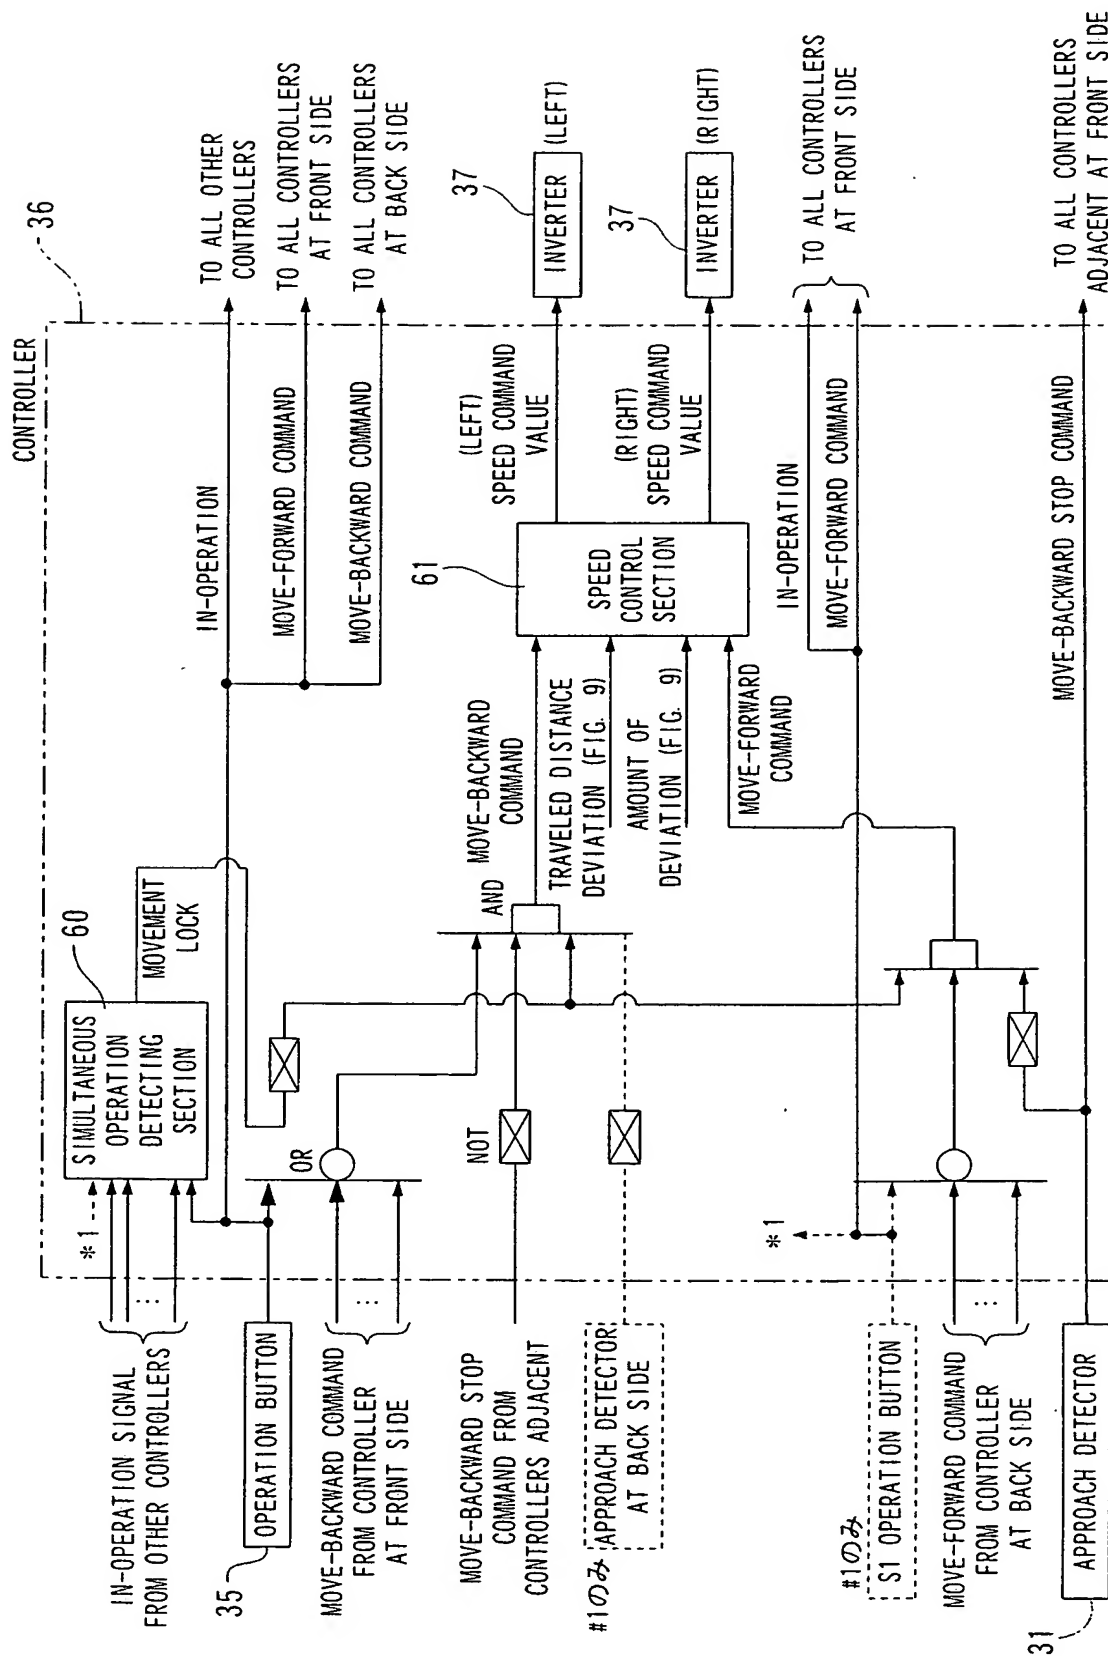 CONTROLLER
36
IN-OPERATION SIGNAL
FROM OTHER CONTROLLERS
*1
...
SIMULTANEOUS
OPERATION
DETECTING
SECTION
60
MOVEMENT
LOCK
IN-OPERATION
TO ALL OTHER
CONTROLLERS
MOVE-FORWARD COMMAND
TO ALL CONTROLLERS
AT FRONT SIDE
MOVE-BACKWARD COMMAND
TO ALL CONTROLLERS
AT BACK SIDE
OPERATION BUTTON
35
MOVE-BACKWARD COMMAND
FROM CONTROLLER
AT FRONT SIDE
...
OR
MOVE-BACKWARD STOP
COMMAND FROM
CONTROLLERS ADJACENT
NOT
#1のみ
APPROACH DETECTOR
AT BACK SIDE
AND
MOVE-BACKWARD
COMMAND
TRAVELED DISTANCE
DEVIATION (FIG. 9)
AMOUNT OF
DEVIATION (FIG. 9)
MOVE-FORWARD
COMMAND
61
SPEED
CONTROL
SECTION
(LEFT)
SPEED COMMAND
VALUE
37
INVERTER
(LEFT)
(RIGHT)
SPEED COMMAND
VALUE
37
INVERTER
(RIGHT)
IN-OPERATION
MOVE-FORWARD COMMAND
TO ALL CONTROLLERS
AT FRONT SIDE
*1
#1のみ
S1 OPERATION BUTTON
MOVE-FORWARD COMMAND
FROM CONTROLLER
AT BACK SIDE
...
APPROACH DETECTOR
31
MOVE-BACKWARD STOP COMMAND
TO ALL CONTROLLERS
ADJACENT AT FRONT SIDE